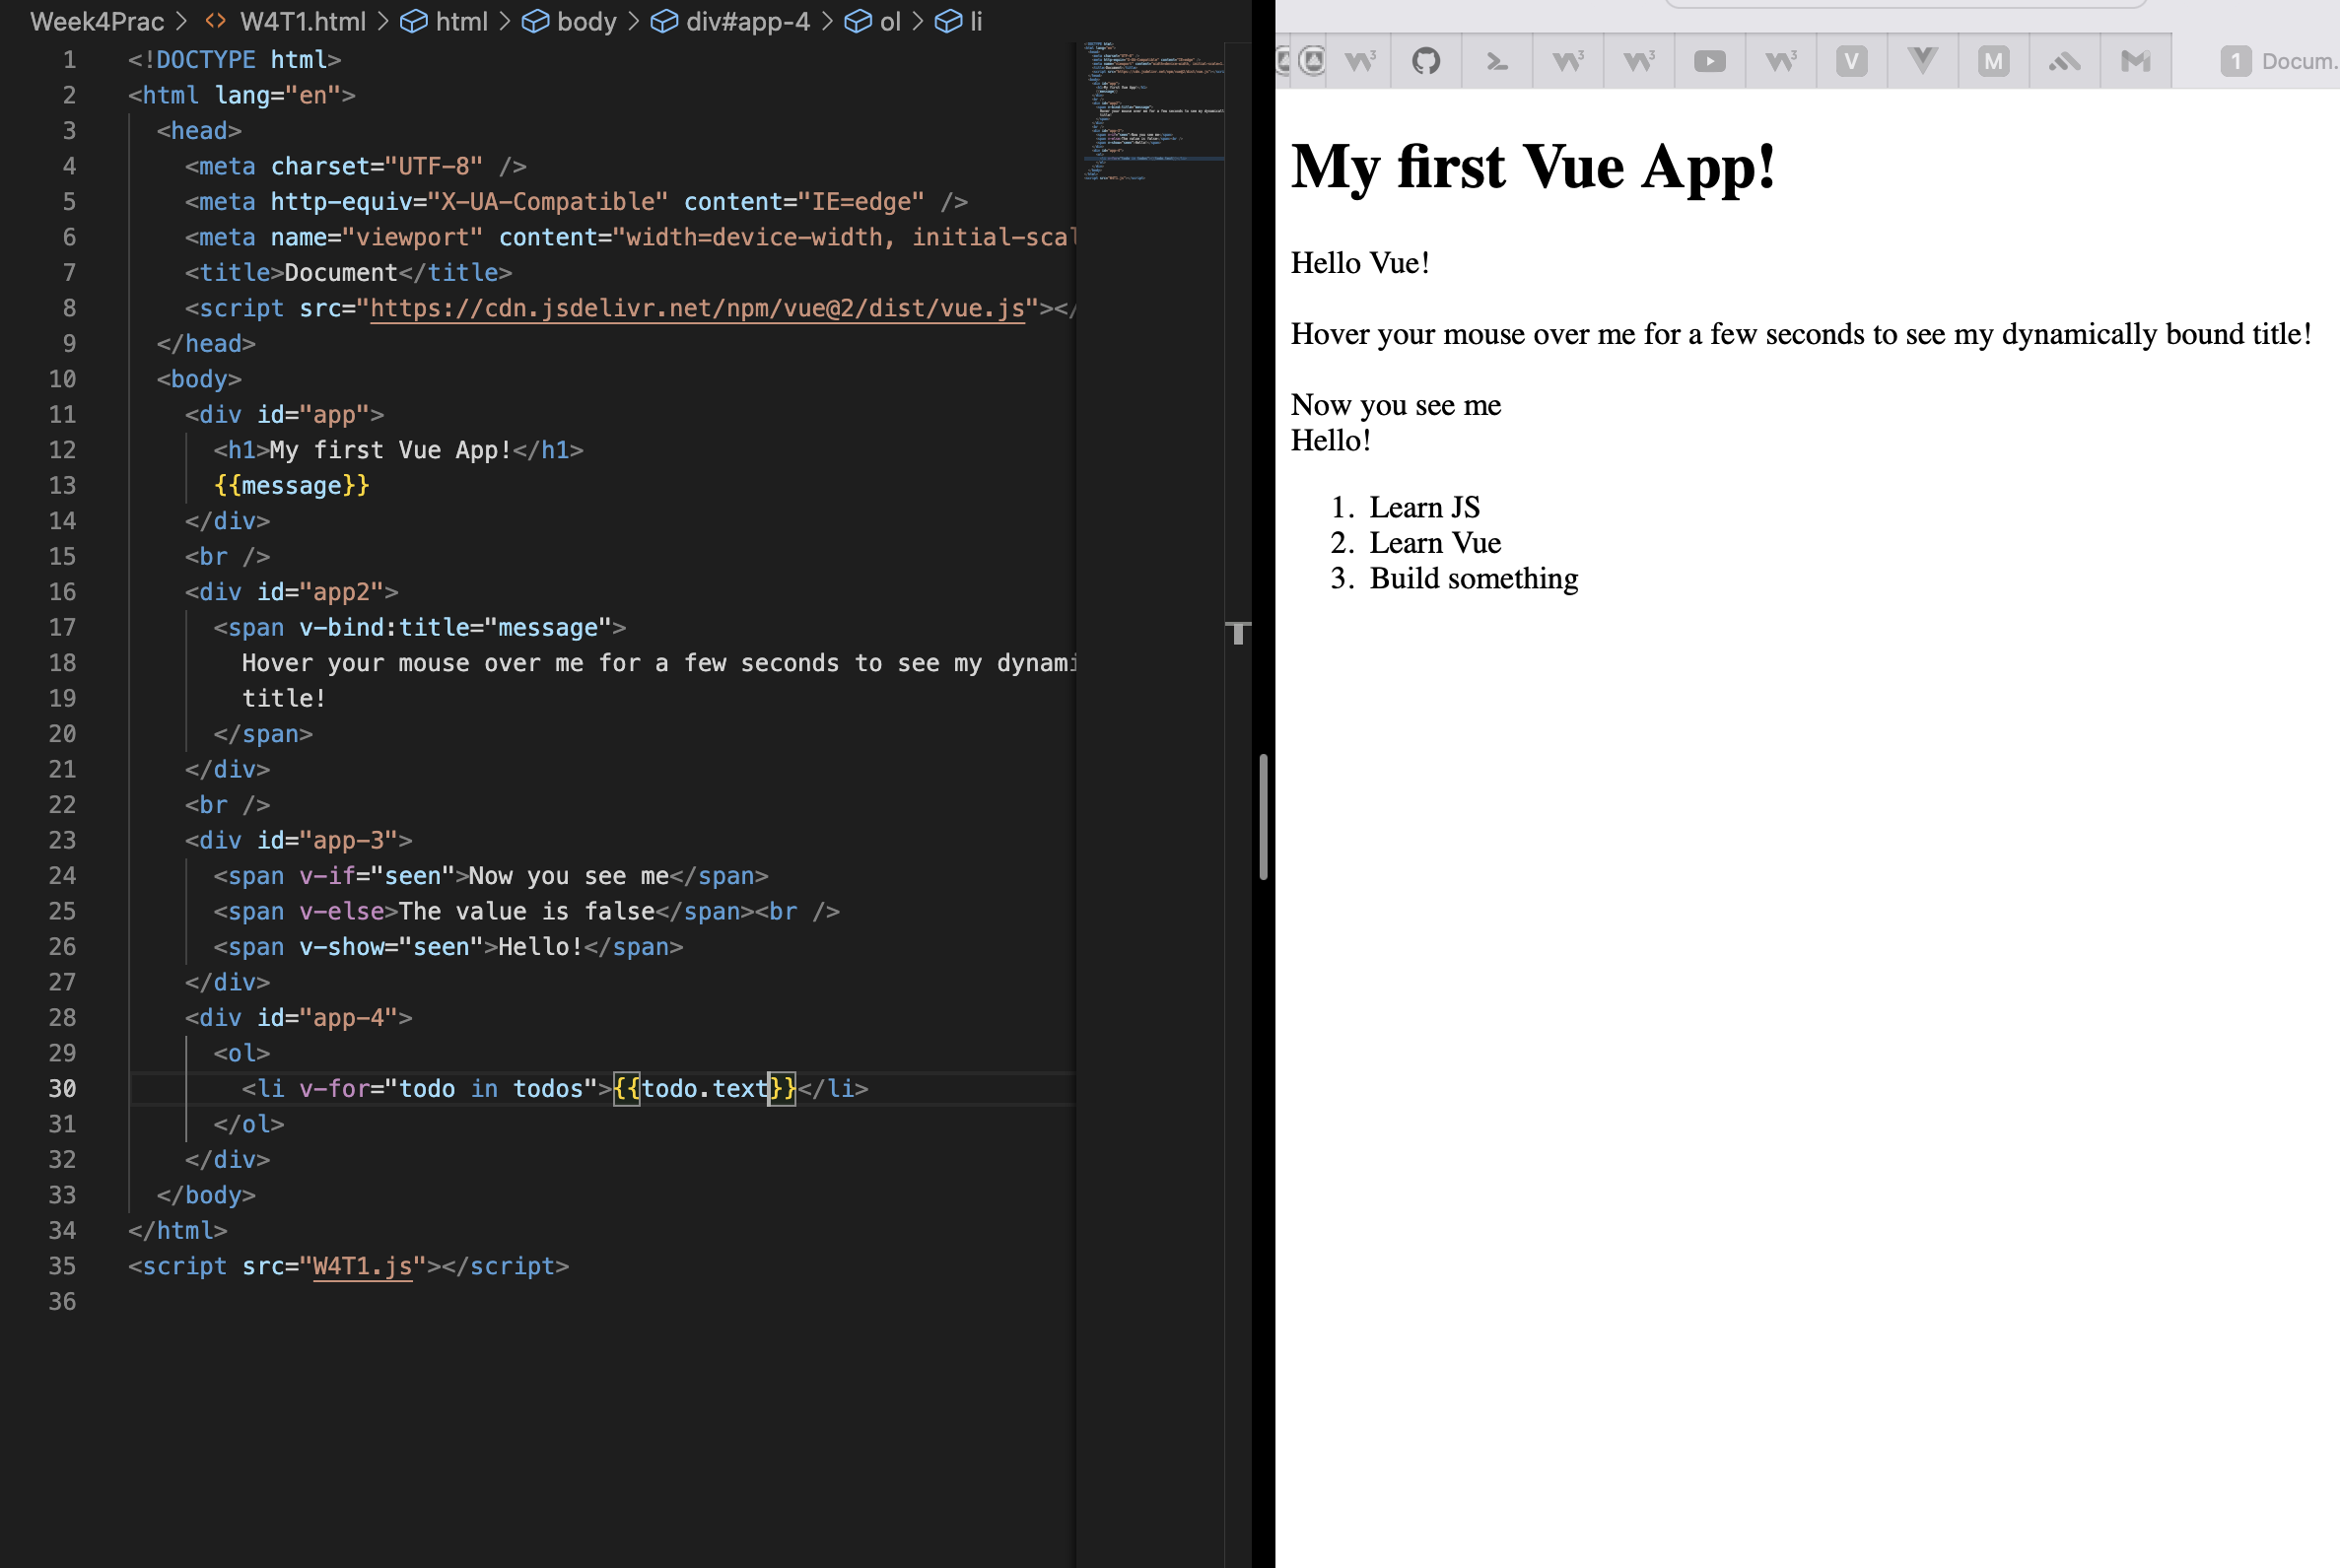 Week4Prac > <> W4T1.html > html > body > div#app-4 > ol > li
1 <!DOCTYPE html>
2 <html lang="en">
3 <head>
4 <meta charset="UTF-8" />
5 <meta http-equiv="X-UA-Compatible" content="IE=edge" />
6 <meta name="viewport" content="width=device-width, initial-scal
7 <title>Document</title>
8 <script src="https://cdn.jsdelivr.net/npm/vue@2/dist/vue.js"></
9 </head>
10 <body>
11 <div id="app">
12 <h1>My first Vue App!</h1>
13 {{message}}
14 </div>
15 <br />
16 <div id="app2">
17 <span v-bind:title="message">
18 Hover your mouse over me for a few seconds to see my dynami
19 title!
20 </span>
21 </div>
22 <br />
23 <div id="app-3">
24 <span v-if="seen">Now you see me</span>
25 <span v-else>The value is false</span><br />
26 <span v-show="seen">Hello!</span>
27 </div>
28 <div id="app-4">
29 <ol>
30 <li v-for="todo in todos">{{todo.text}}</li>
31 </ol>
32 </div>
33 </body>
34 </html>
35 <script src="W4T1.js"></script>
36
W3 W3 W3 W3 V M M 1 Docum.
My first Vue App!
Hello Vue!
Hover your mouse over me for a few seconds to see my dynamically bound title!
Now you see me
Hello!
1. Learn JS
2. Learn Vue
3. Build something